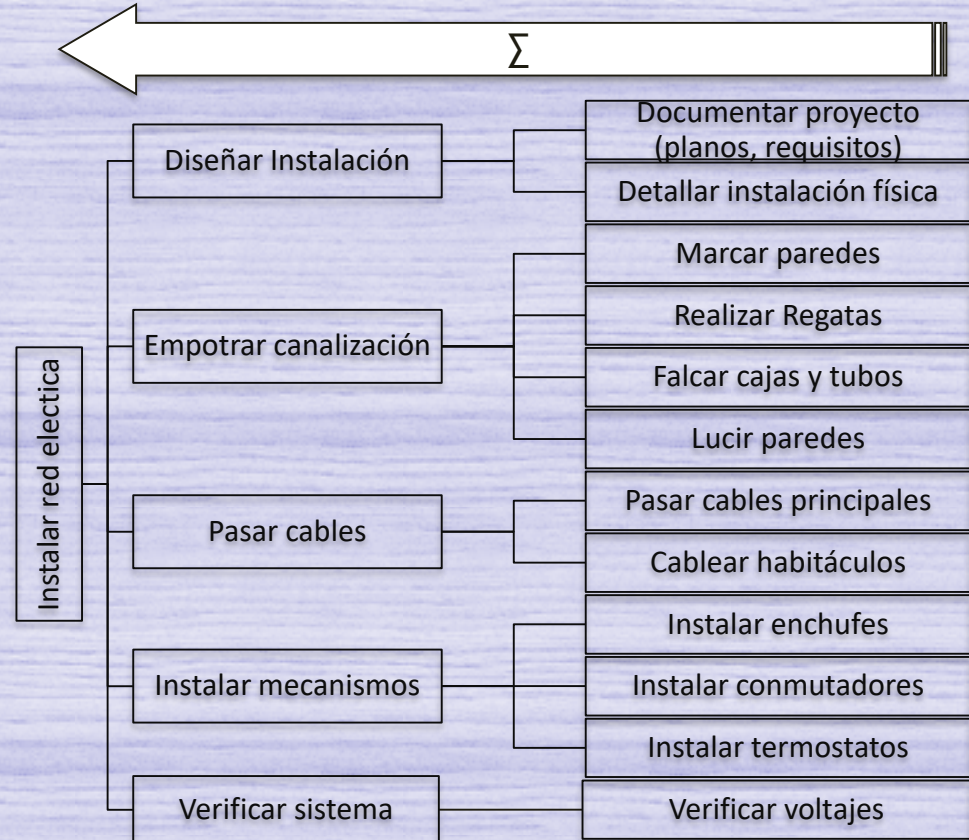 ∑
Instalar red electica
Diseñar Instalación
Documentar proyecto
(planos, requisitos)
Detallar instalación física
Empotrar canalización
Marcar paredes
Realizar Regatas
Falcar cajas y tubos
Lucir paredes
Pasar cables
Pasar cables principales
Cablear habitáculos
Instalar mecanismos
Instalar enchufes
Instalar conmutadores
Instalar termostatos
Verificar sistema
Verificar voltajes